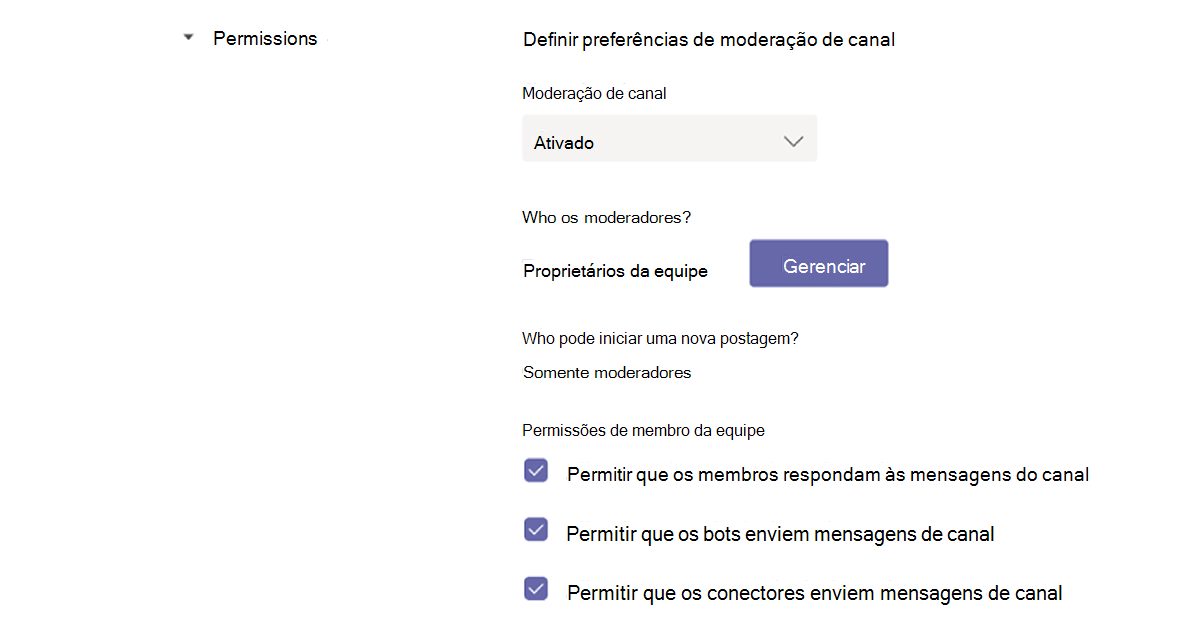 Permissions
Definir preferências de moderação de canal
Moderação de canal
Ativado
Who os moderadores?
Proprietários da equipe
Gerenciar
Who pode iniciar uma nova postagem?
Somente moderadores
Permissões de membro da equipe
Permitir que os membros respondam às mensagens do canal
Permitir que os bots enviem mensagens de canal
Permitir que os conectores enviem mensagens de canal